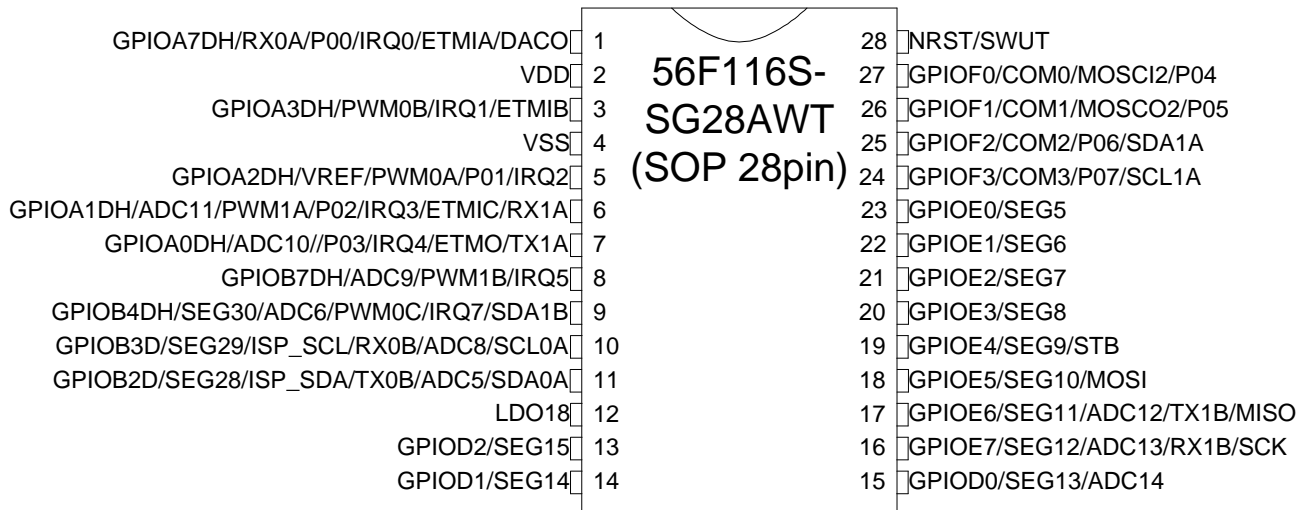 GPIOA7DH/RX0A/P00/IRQ0/ETMIA/DACO 1
VDD 2
GPIOA3DH/PWM0B/IRQ1/ETMIB 3
VSS 4
GPIOA2DH/VREF/PWM0A/P01/IRQ2 5
GPIOA1DH/ADC11/PWM1A/P02/IRQ3/ETMIC/RX1A 6
GPIOA0DH/ADC10//P03/IRQ4/ETMO/TX1A 7
GPIOB7DH/ADC9/PWM1B/IRQ5 8
GPIOB4DH/SEG30/ADC6/PWM0C/IRQ7/SDA1B 9
GPIOB3D/SEG29/ISP_SCL/RX0B/ADC8/SCL0A 10
GPIOB2D/SEG28/ISP_SDA/TX0B/ADC5/SDA0A 11
LDO18 12
GPIOD2/SEG15 13
GPIOD1/SEG14 14
56F116S-
SG28AWT
(SOP 28pin)
28 NRST/SWUT
27 GPIOF0/COM0/MOSCI2/P04
26 GPIOF1/COM1/MOSCO2/P05
25 GPIOF2/COM2/P06/SDA1A
24 GPIOF3/COM3/P07/SCL1A
23 GPIOE0/SEG5
22 GPIOE1/SEG6
21 GPIOE2/SEG7
20 GPIOE3/SEG8
19 GPIOE4/SEG9/STB
18 GPIOE5/SEG10/MOSI
17 GPIOE6/SEG11/ADC12/TX1B/MISO
16 GPIOE7/SEG12/ADC13/RX1B/SCK
15 GPIOD0/SEG13/ADC14